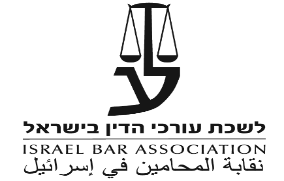 לשכת עורכי הדין בישראל
ISRAEL BAR ASSOCIATION
نقابة المحامين في إسرائيل